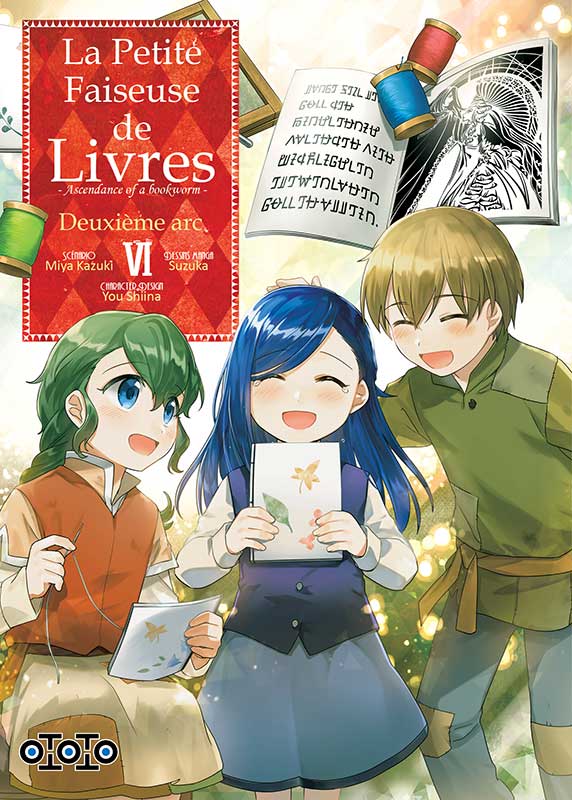 La Petite
Faiseuse
de
Livres
- Ascendance of a bookworm -
Deuxième arc
SCÉNARIO
Miya Kazuki
VI
DESSINS MANGA
Suzuka
CHARACTER DESIGN
You Shiina
OTOTO